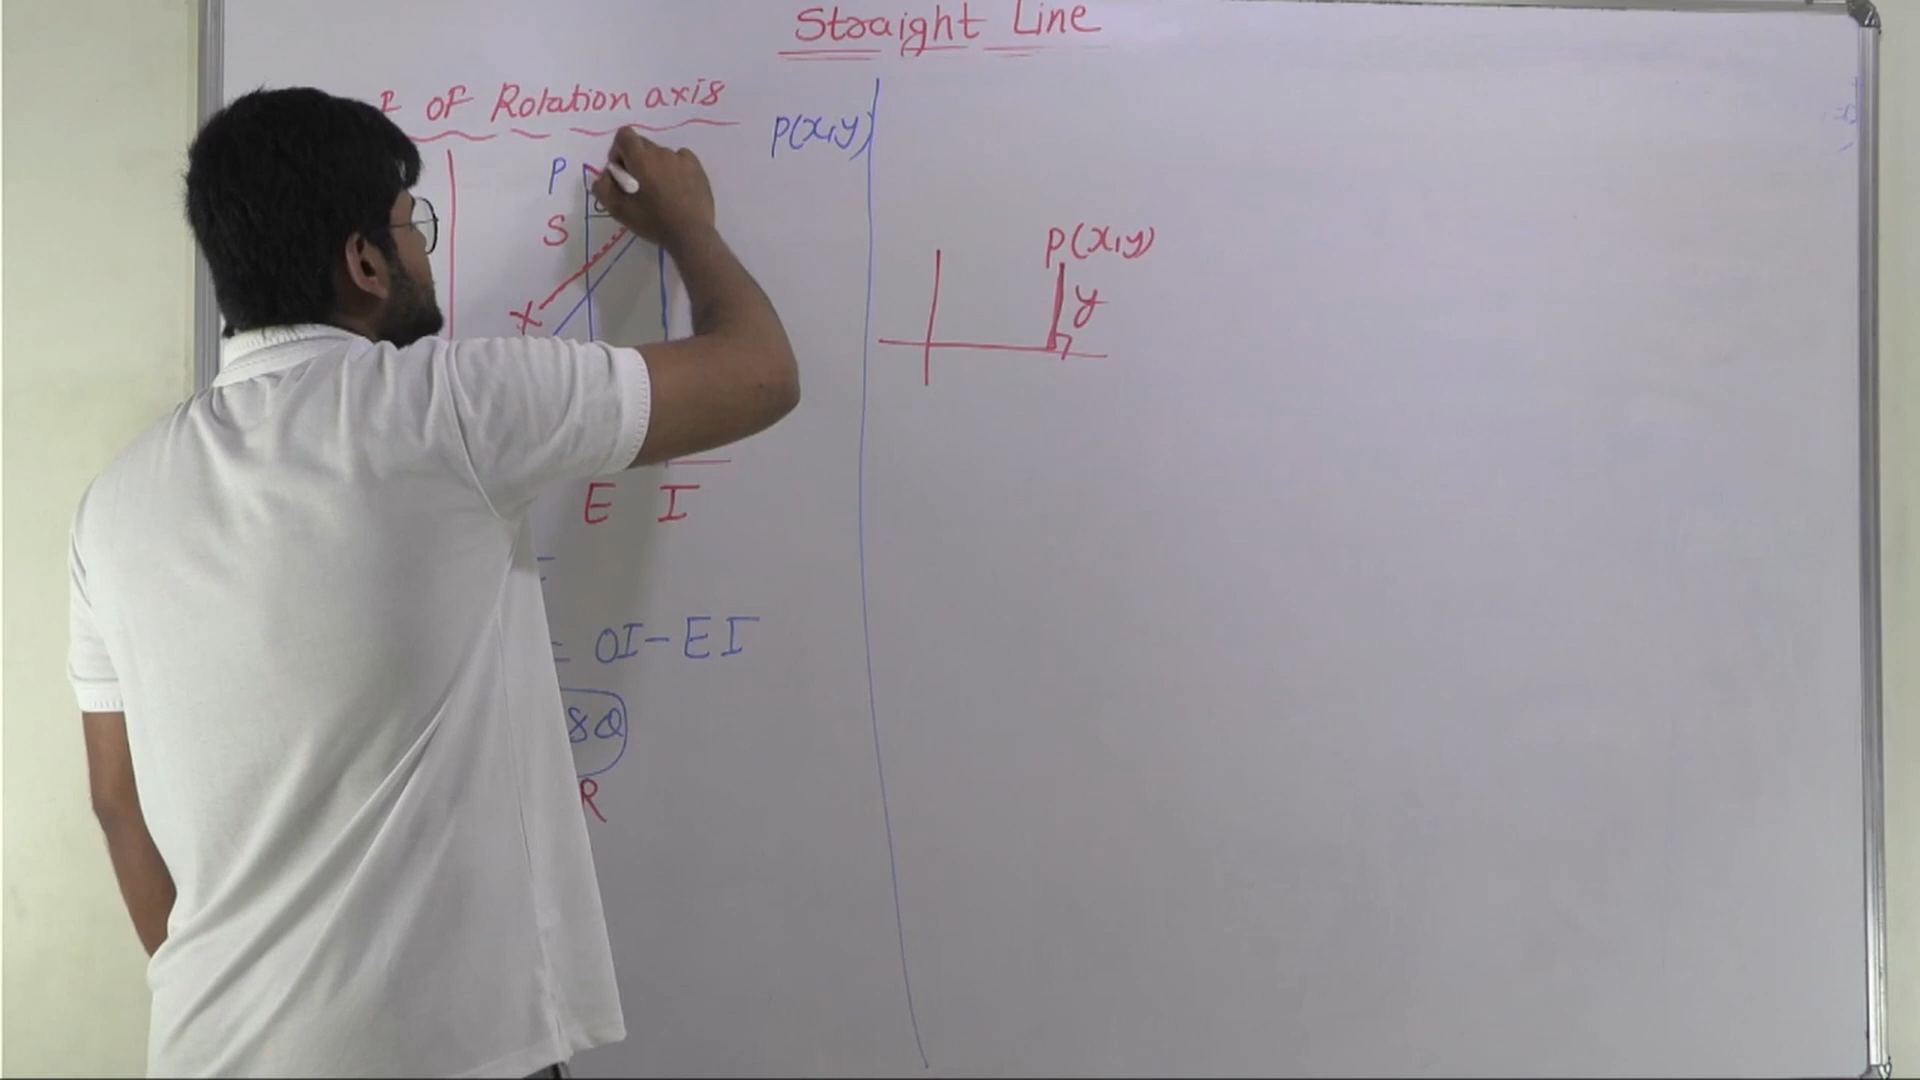 Straight Line
of Rotation axis
P(x,y)
P
S
P(x,y)
y
X
E I
= OI - EI
SQ
R